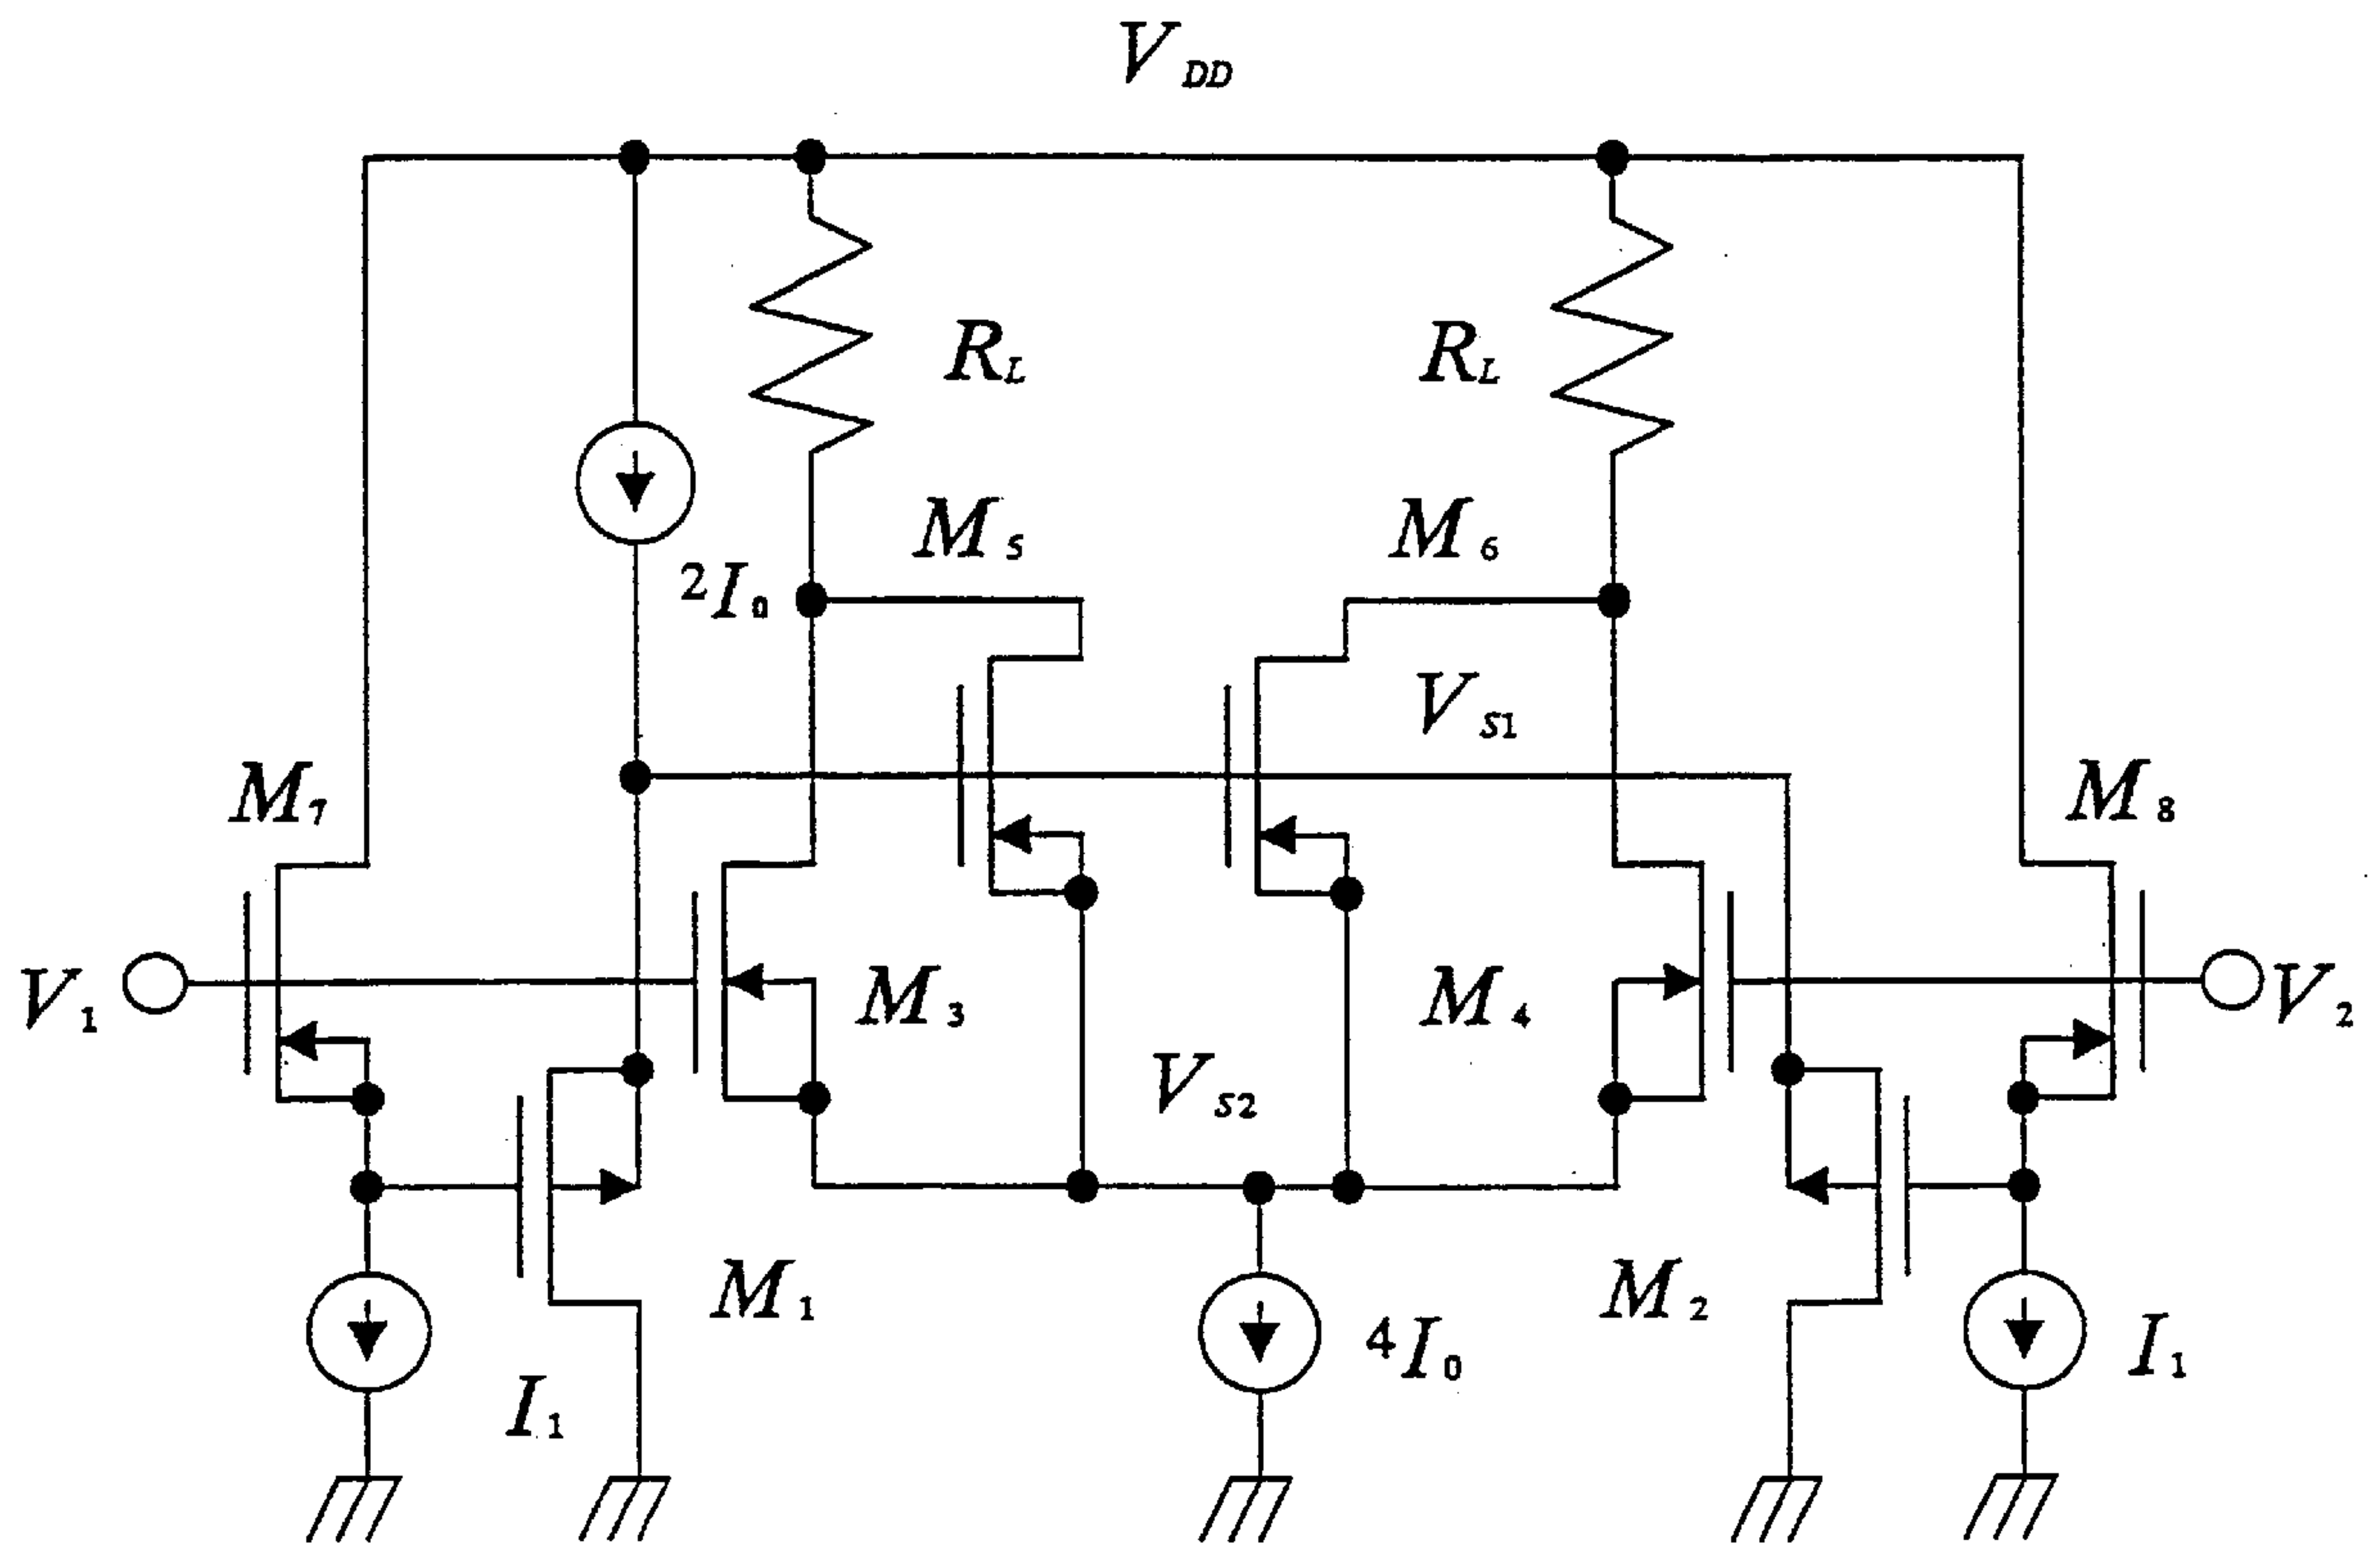 V_DD
R_L R_L
M_5 M_6
2I_0
V_S1
M_7 M_8
V_1 M_3 M_4 V_2
V_S2
M_1 M_2
4I_0 I_1
I_1